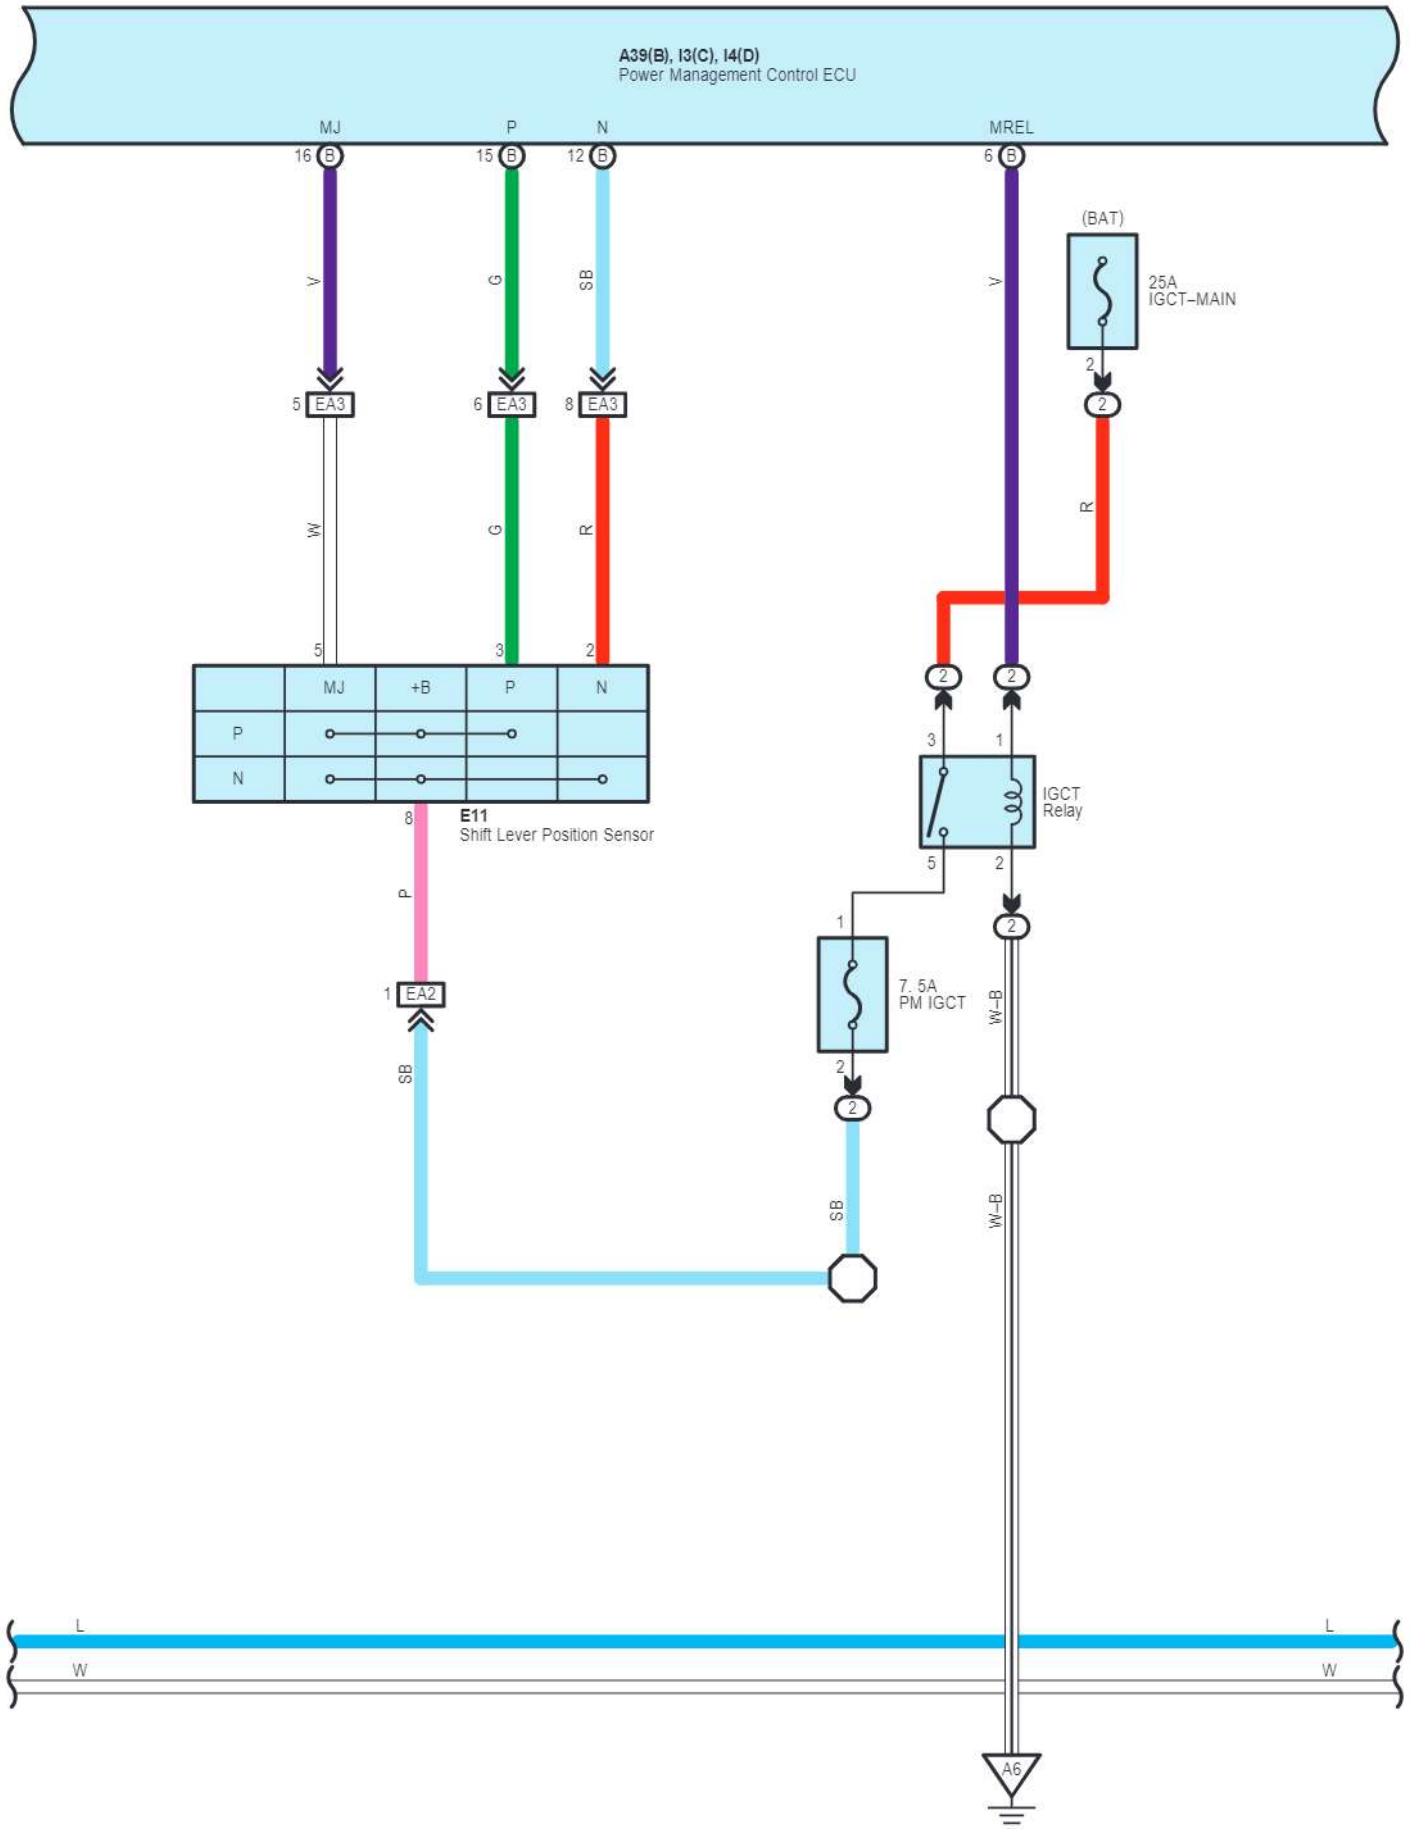 A39(B), I3(C), I4(D)
Power Management Control ECU
MJ P N MREL
16 B 15 B 12 B 6 B
(BAT)
V G SB V
25A
IGCT–MAIN
2
5 EA3 6 EA3 8 EA3 2
R
W G R
5 3 2
2 2
MJ +B P N
P
3 1
N
IGCT
Relay
8 E11
Shift Lever Position Sensor
5 2
P
1 2
7. 5A
PM IGCT
1 EA2
W–B
SB
2
2
SB
W–B
L L
W W
A6